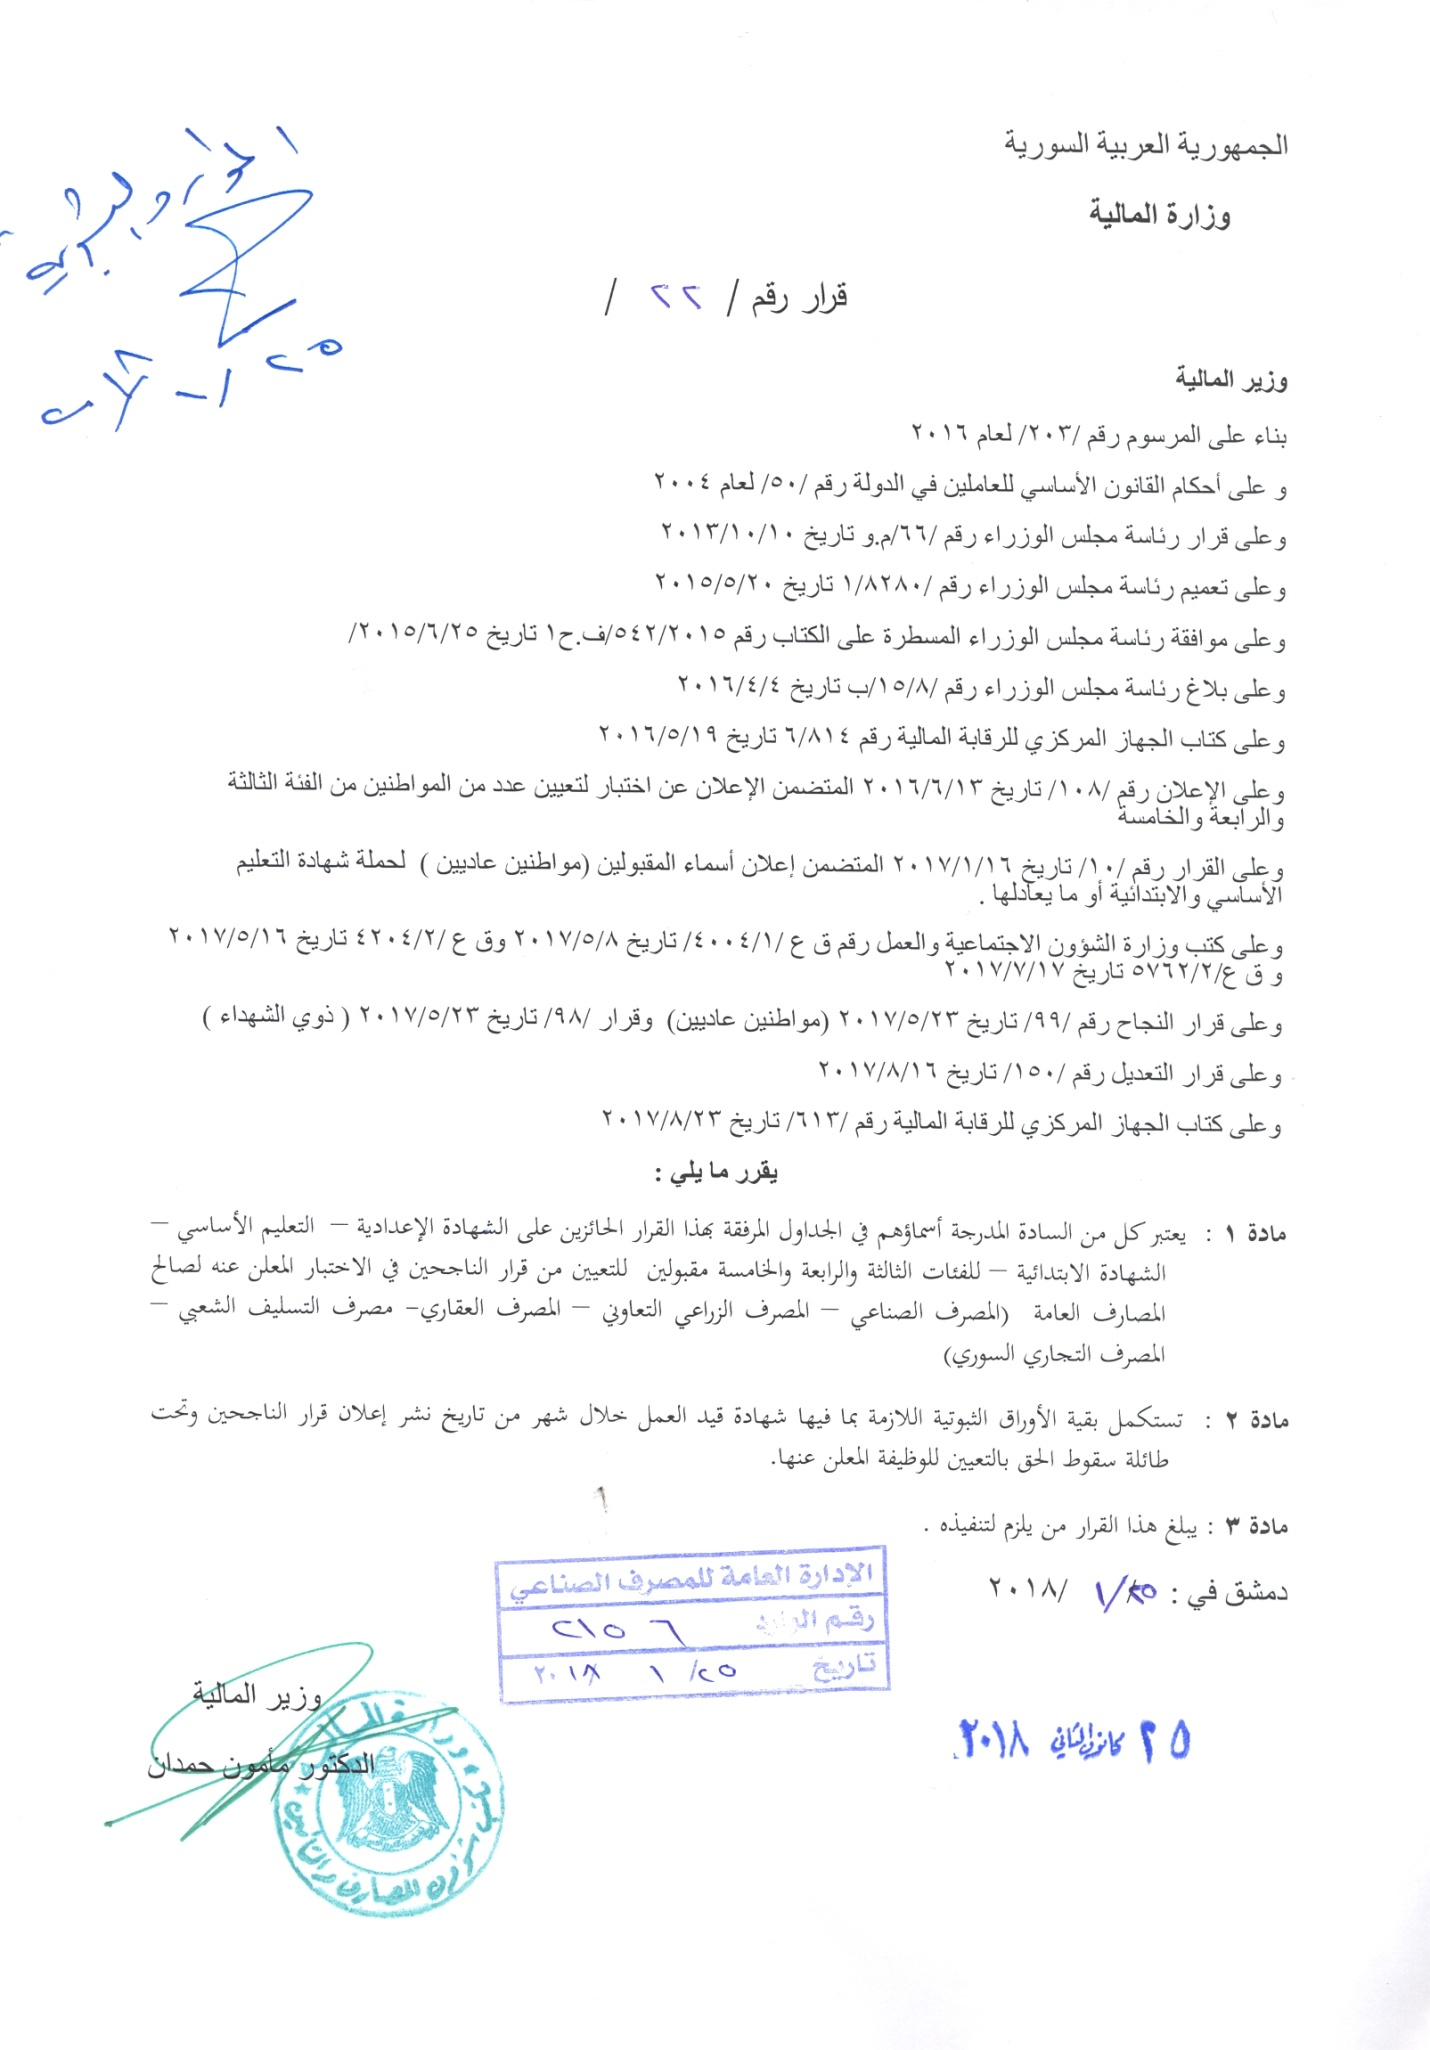 الجمهورية العربية السورية
وزارة المالية
الموارد البشرية
٢٥ / ١ / ٢٠١٨
قرار رقم / ٢٢ /
وزير المالية
بناء على المرسوم رقم /٢٠٣/ لعام ٢٠١٦
و على أحكام القانون الأساسي للعاملين في الدولة رقم /٥٠/ لعام ٢٠٠٤
وعلى قرار رئاسة مجلس الوزراء رقم /٦٦/م.و تاريخ ٢٠١٣/١٠/١٠
وعلى تعميم رئاسة مجلس الوزراء رقم /١/٨٢٨٠ تاريخ ٢٠١٥/٥/٢٠
وعلى موافقة رئاسة مجلس الوزراء المسطرة على الكتاب رقم ٥٤٢/٢٠١٥/ف.ح١ تاريخ ٢٠١٥/٦/٢٥/
وعلى بلاغ رئاسة مجلس الوزراء رقم /١٥/٨/ب تاريخ ٢٠١٦/٤/٤
وعلى كتاب الجهاز المركزي للرقابة المالية رقم ٦/٨١٤ تاريخ ٢٠١٦/٥/١٩
وعلى الإعلان رقم /١٠٨/ تاريخ ٢٠١٦/٦/١٣ المتضمن الإعلان عن اختبار لتعيين عدد من المواطنين من الفئة الثالثة
والرابعة والخامسة
وعلى القرار رقم /١٠/ تاريخ ٢٠١٧/١/١٦ المتضمن إعلان أسماء المقبولين (مواطنين عاديين ) لحملة شهادة التعليم
الأساسي والابتدائية أو ما يعادلها .
وعلى كتب وزارة الشؤون الاجتماعية والعمل رقم ق ع /٤٠٠٤/١/ تاريخ ٢٠١٧/٥/٨ وق ع /٤٢٠٤/٢ تاريخ ٢٠١٧/٥/١٦
و ق ع/٥٧٦٢/٢ تاريخ ٢٠١٧/٧/١٧
وعلى قرار النجاح رقم /٩٩/ تاريخ ٢٠١٧/٥/٢٣ (مواطنين عاديين) وقرار /٩٨/ تاريخ ٢٠١٧/٥/٢٣ ( ذوي الشهداء )
وعلى قرار التعديل رقم /١٥٠/ تاريخ ٢٠١٧/٨/١٦
وعلى كتاب الجهاز المركزي للرقابة المالية رقم /٦١٣/ تاريخ ٢٠١٧/٨/٢٣
يقرر ما يلي :
مادة ١ : يعتبر كل من السادة المدرجة أسماؤهم في الجداول المرفقة بهذا القرار الحائزين على الشهادة الإعدادية – التعليم الأساسي –
الشهادة الابتدائية – للفئات الثالثة والرابعة والخامسة مقبولين للتعيين من قرار الناجحين في الاختبار المعلن عنه لصالح
المصارف العامة (المصرف الصناعي – المصرف الزراعي التعاوني – المصرف العقاري- مصرف التسليف الشعبي –
المصرف التجاري السوري)
مادة ٢ : تستكمل بقية الأوراق الثبوتية اللازمة بما فيها شهادة قيد العمل خلال شهر من تاريخ نشر إعلان قرار الناجحين وتحت
طائلة سقوط الحق بالتعيين للوظيفة المعلن عنها.
مادة ٣ : يبلغ هذا القرار من يلزم لتنفيذه .
دمشق في : ٢٥/١ /٢٠١٨
الإدارة العامة للمصرف الصناعي
رقم الوارد ٢١٥٦
تاريخ ٢٥/ ١ ٢٠١٨
٢٥ كانون الثاني ٢٠١٨
وزير المالية
الدكتور مأمون حمدان